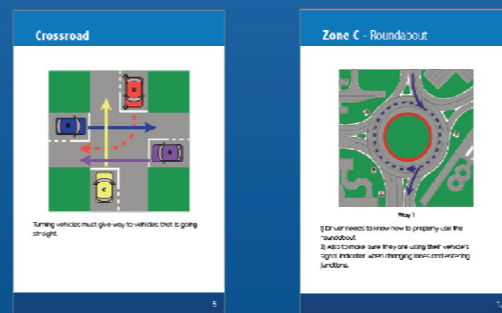 Crossroad
Turning vehicles must give way to vehicles that is going
straight.
5
Zone C - Roundabout
Way 1
1) Driver needs to know how to properly use the
roundabout
2) Also to make sure they are using their vehicle's
signal indicator when changing lanes and entering
junctions.